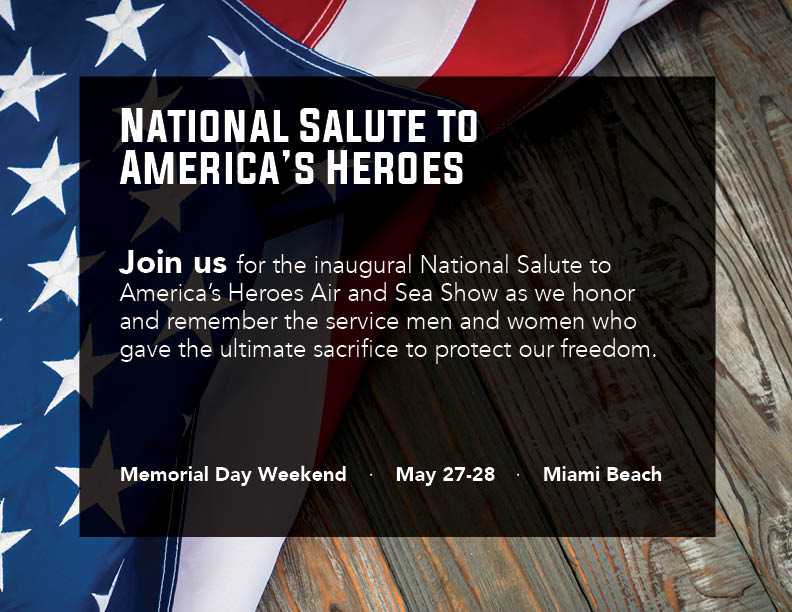 National Salute to
America’s Heroes
Join us for the inaugural National Salute to
America’s Heroes Air and Sea Show as we honor
and remember the service men and women who
gave the ultimate sacrifice to protect our freedom.
Memorial Day Weekend · May 27-28 · Miami Beach